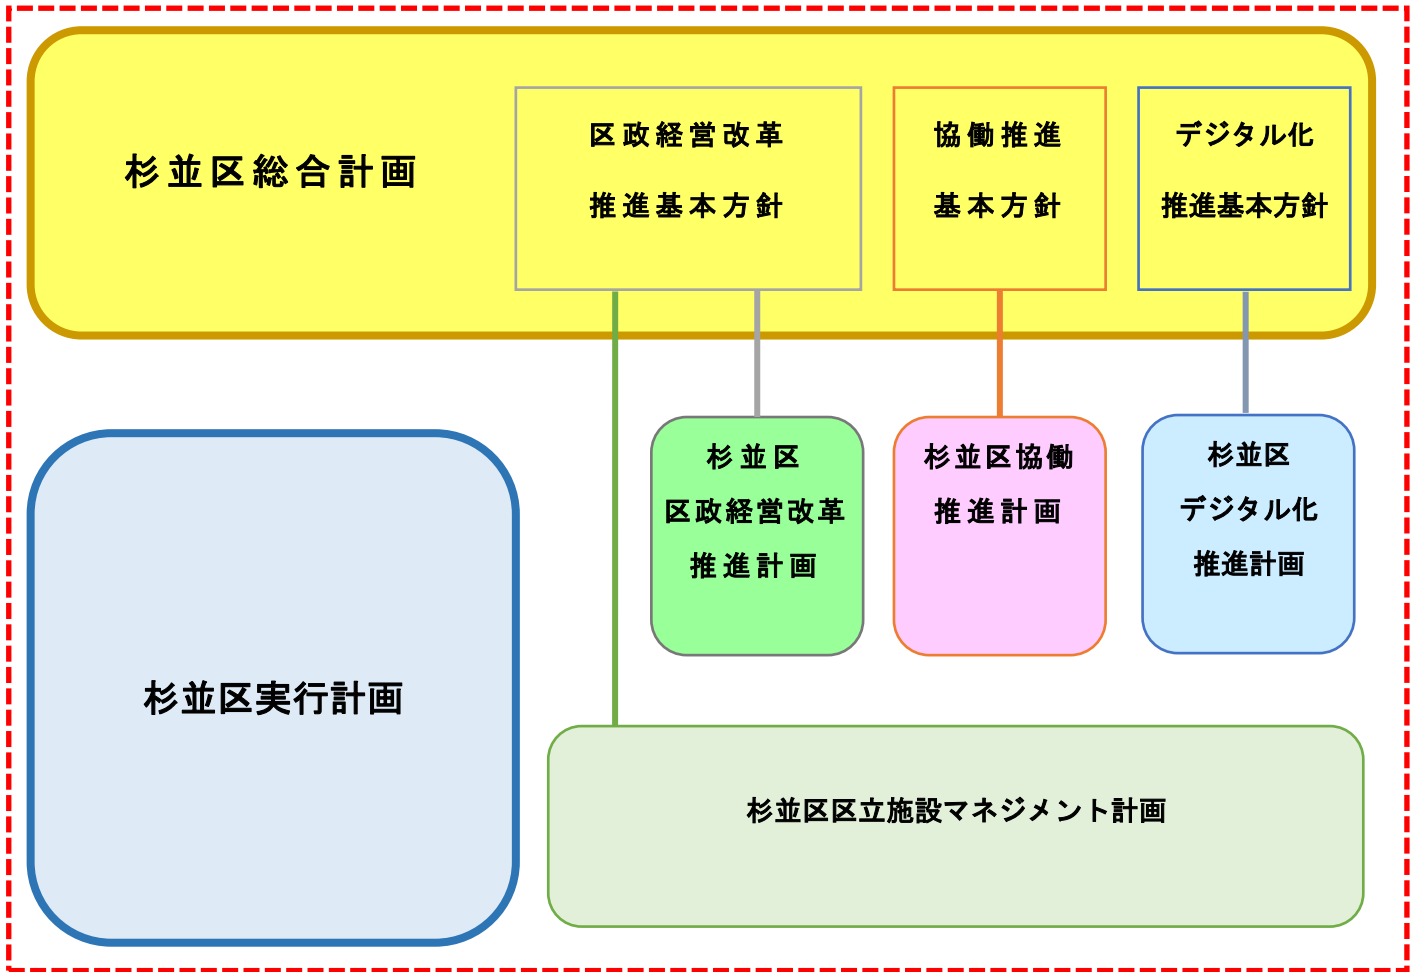 杉並区総合計画
区政経営改革
推進基本方針
協働推進
基本方針
デジタル化
推進基本方針
杉並区
区政経営改革
推進計画
杉並区協働
推進計画
杉並区
デジタル化
推進計画
杉並区実行計画
杉並区区立施設マネジメント計画